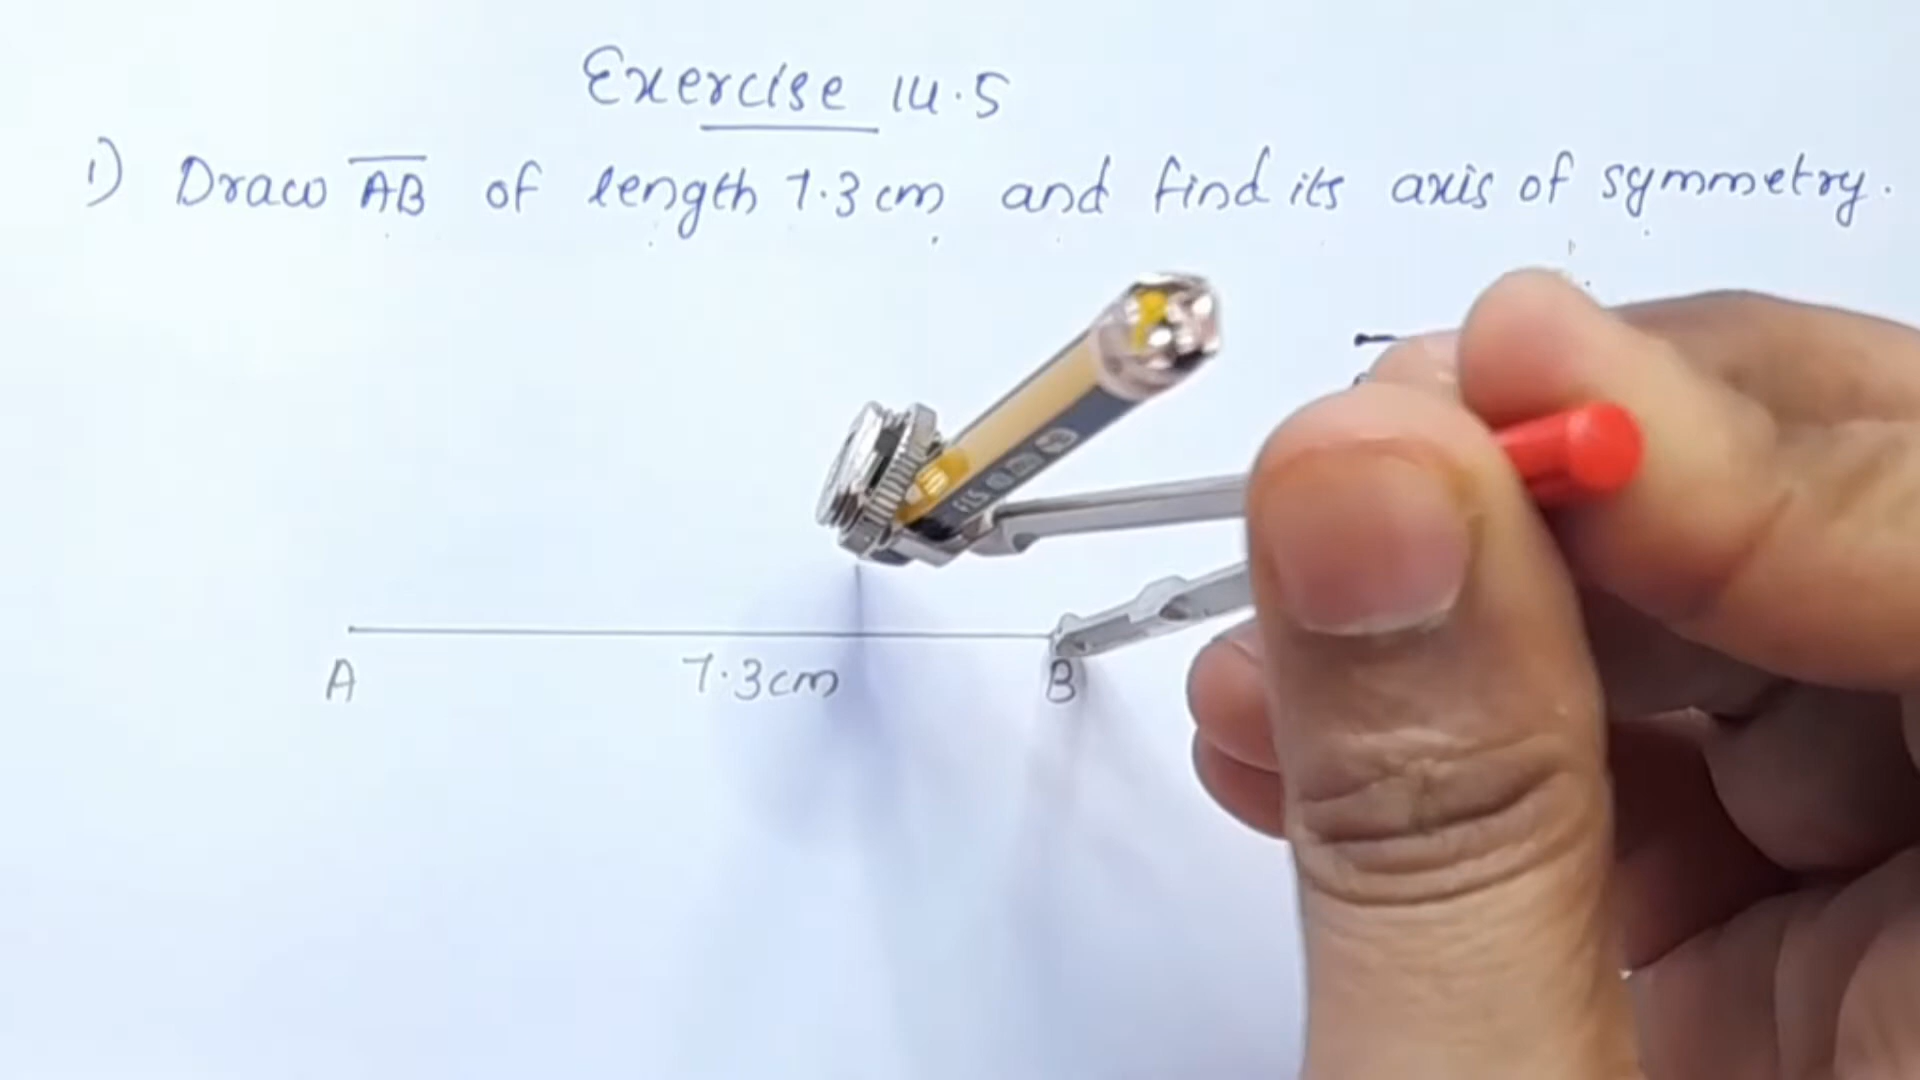 Exercise 14.5
1) Draw AB of length 7.3 cm and find its axis of symmetry.
A 7.3cm B